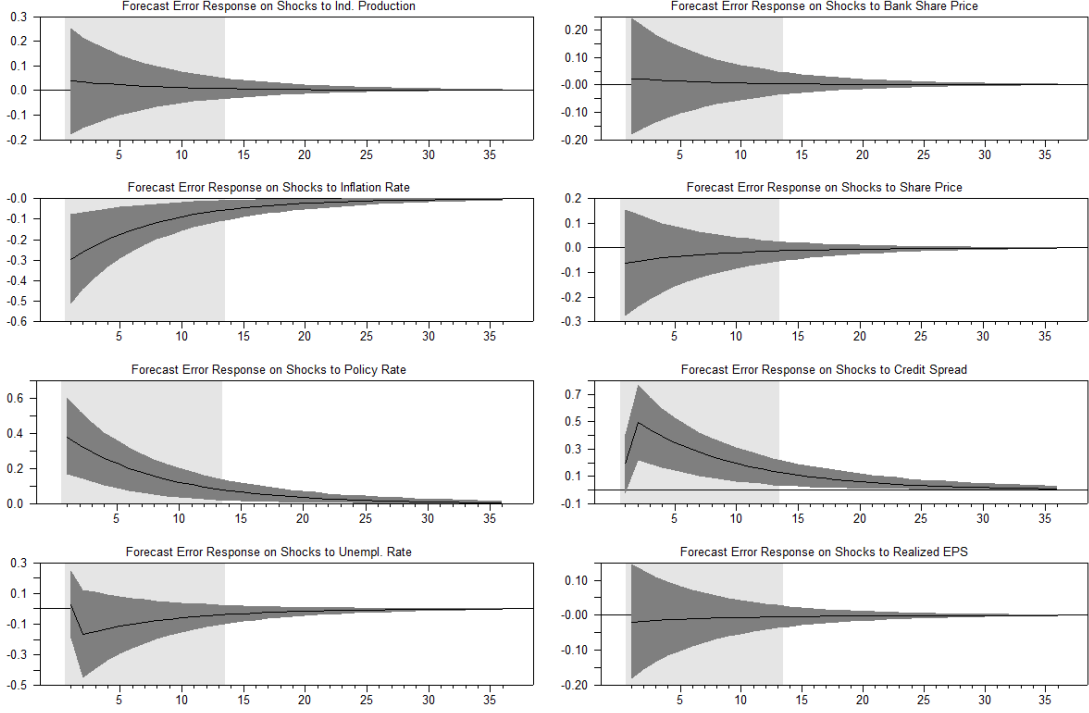 Forecast Error Response on Shocks to Ind. Production
0.3
0.2
0.1
0.0
-0.1
-0.2
5 10 15 20 25 30 35
Forecast Error Response on Shocks to Bank Share Price
0.20
0.10
-0.00
-0.10
-0.20
5 10 15 20 25 30 35
Forecast Error Response on Shocks to Inflation Rate
-0.0
-0.1
-0.2
-0.3
-0.4
-0.5
-0.6
5 10 15 20 25 30 35
Forecast Error Response on Shocks to Share Price
0.2
0.1
0.0
-0.1
-0.2
-0.3
5 10 15 20 25 30 35
Forecast Error Response on Shocks to Policy Rate
0.6
0.4
0.2
0.0
5 10 15 20 25 30 35
Forecast Error Response on Shocks to Credit Spread
0.7
0.5
0.3
0.1
-0.1
5 10 15 20 25 30 35
Forecast Error Response on Shocks to Unempl. Rate
0.3
0.1
-0.1
-0.3
-0.5
5 10 15 20 25 30 35
Forecast Error Response on Shocks to Realized EPS
0.10
-0.00
-0.10
-0.20
5 10 15 20 25 30 35